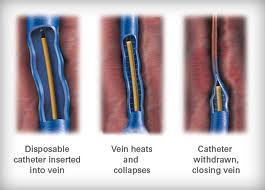 Disposable
catheter inserted
into vein
Vein heats
and
collapses
Catheter
withdrawn,
closing vein